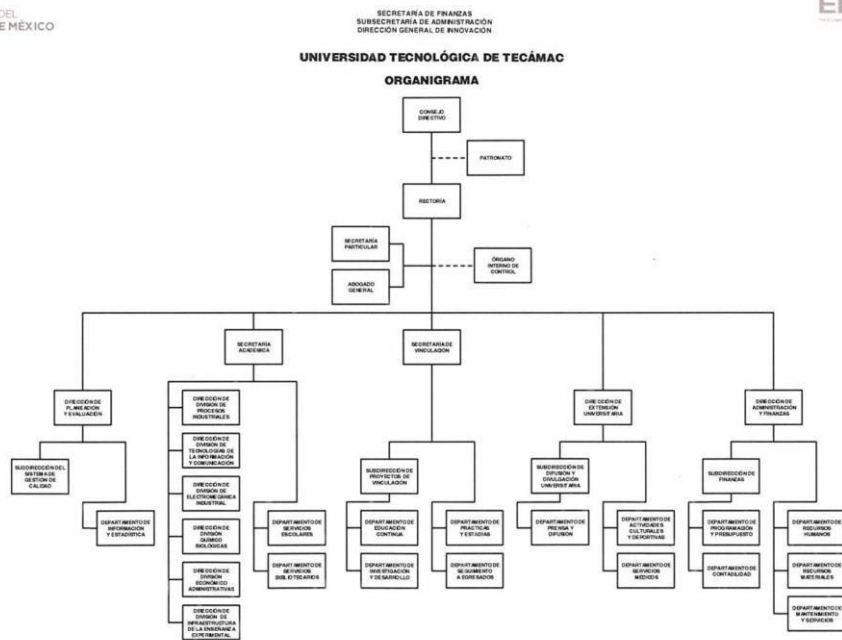 DEL
E MÉXICO
SECRETARÍA DE FINANZAS
SUBSECRETARÍA DE ADMINISTRACIÓN
DIRECCIÓN GENERAL DE INNOVACIÓN
UNIVERSIDAD TECNOLÓGICA DE TECÁMAC
ORGANIGRAMA
CONSEJO
DIRECTIVO
PATRONATO
RECTORÍA
SECRETARÍA
PARTICULAR
ABOGADO
GENERAL
ÓRGANO
INTERNO DE
CONTROL
SECRETARÍA
ACADÉMICA
SECRETARÍA DE
VINCULACIÓN
DIRECCIÓN DE
PLANEACIÓN
Y EVALUACIÓN
DIRECCIÓN DE
EXTENSIÓN
UNIVERSITARIA
DIRECCIÓN DE
ADMINISTRACIÓN
Y FINANZAS
SUBDIRECCIÓN DEL
SISTEMA DE
GESTIÓN DE
CALIDAD
DEPARTAMENTO DE
INFORMACIÓN
Y ESTADÍSTICA
DIRECCIÓN DE
DIVISIÓN DE
PROCESOS
INDUSTRIALES
DIRECCIÓN DE
DIVISIÓN DE
TECNOLOGÍAS DE
LA INFORMACIÓN
Y COMUNICACIÓN
DIRECCIÓN DE
DIVISIÓN DE
ELECTROMECÁNICA
INDUSTRIAL
DIRECCIÓN DE
DIVISIÓN
QUÍMICO
BIOLÓGICAS
DIRECCIÓN DE
DIVISIÓN
ECONÓMICO
ADMINISTRATIVAS
DIRECCIÓN DE
DIVISIÓN DE
INFRAESTRUCTURA
DE LA ENSEÑANZA
EXPERIMENTAL
DEPARTAMENTO DE
SERVICIOS
ESCOLARES
DEPARTAMENTO DE
SERVICIOS
BIBLIOTECARIOS
SUBDIRECCIÓN DE
PROYECTOS DE
VINCULACIÓN
DEPARTAMENTO DE
EDUCACIÓN
CONTINUA
DEPARTAMENTO DE
INVESTIGACIÓN
Y DESARROLLO
DEPARTAMENTO DE
PRÁCTICAS
Y ESTADÍAS
DEPARTAMENTO DE
SEGUIMIENTO
A EGRESADOS
SUBDIRECCIÓN DE
DIFUSIÓN Y
DIVULGACIÓN
UNIVERSITARIA
DEPARTAMENTO DE
PRENSA Y
DIFUSIÓN
DEPARTAMENTO DE
ACTIVIDADES
CULTURALES
Y DEPORTIVAS
DEPARTAMENTO DE
SERVICIOS
MÉDICOS
SUBDIRECCIÓN DE
FINANZAS
DEPARTAMENTO DE
PROGRAMACIÓN
Y PRESUPUESTO
DEPARTAMENTO DE
CONTABILIDAD
DEPARTAMENTO DE
RECURSOS
HUMANOS
DEPARTAMENTO DE
RECURSOS
MATERIALES
DEPARTAMENTO DE
MANTENIMIENTO
Y SERVICIOS